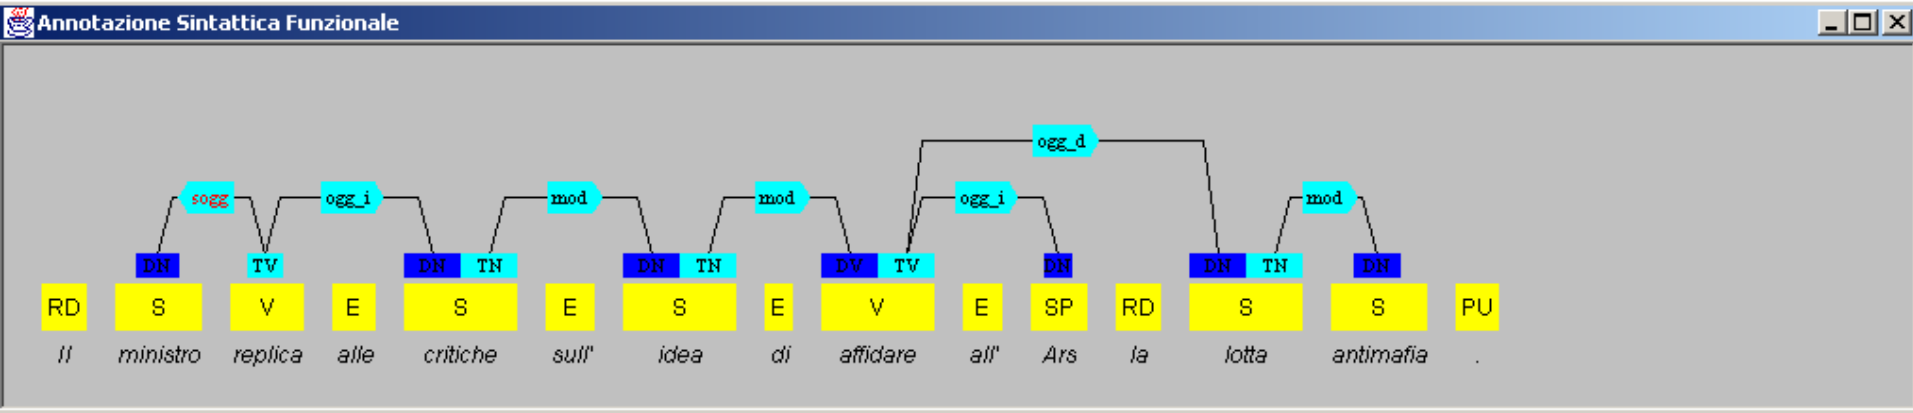 Annotazione Sintattica Funzionale
ogg_d
sogg ogg_i mod mod ogg_i mod
DN TV DN TN DN TN DV TV DN DN TN DN
RD S V E S E S E V E SP RD S S PU
Il ministro replica alle critiche sull' idea di affidare all' Ars la lotta antimafia .